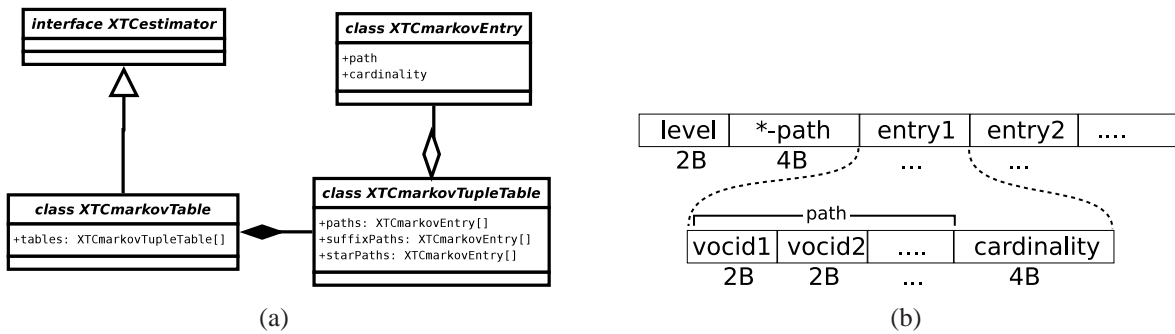 interface XTCestimator
class XTCmarkovEntry
+path
+cardinality
class XTCmarkovTable
+tables: XTCmarkovTupleTable[]
class XTCmarkovTupleTable
+paths: XTCmarkovEntry[]
+suffixPaths: XTCmarkovEntry[]
+starPaths: XTCmarkovEntry[]
(a)
level *-path entry1 entry2 ....
2B 4B ... ...
path
vocid1 vocid2 .... cardinality
2B 2B ... 4B
(b)